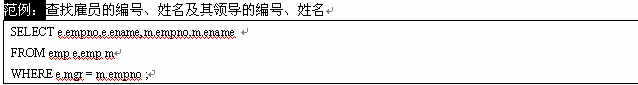 范例：查找雇员的编号、姓名及其领导的编号、姓名
SELECT e.empno,e.ename,m.empno,m.ename
FROM emp e,emp m
WHERE e.mgr = m.empno ;